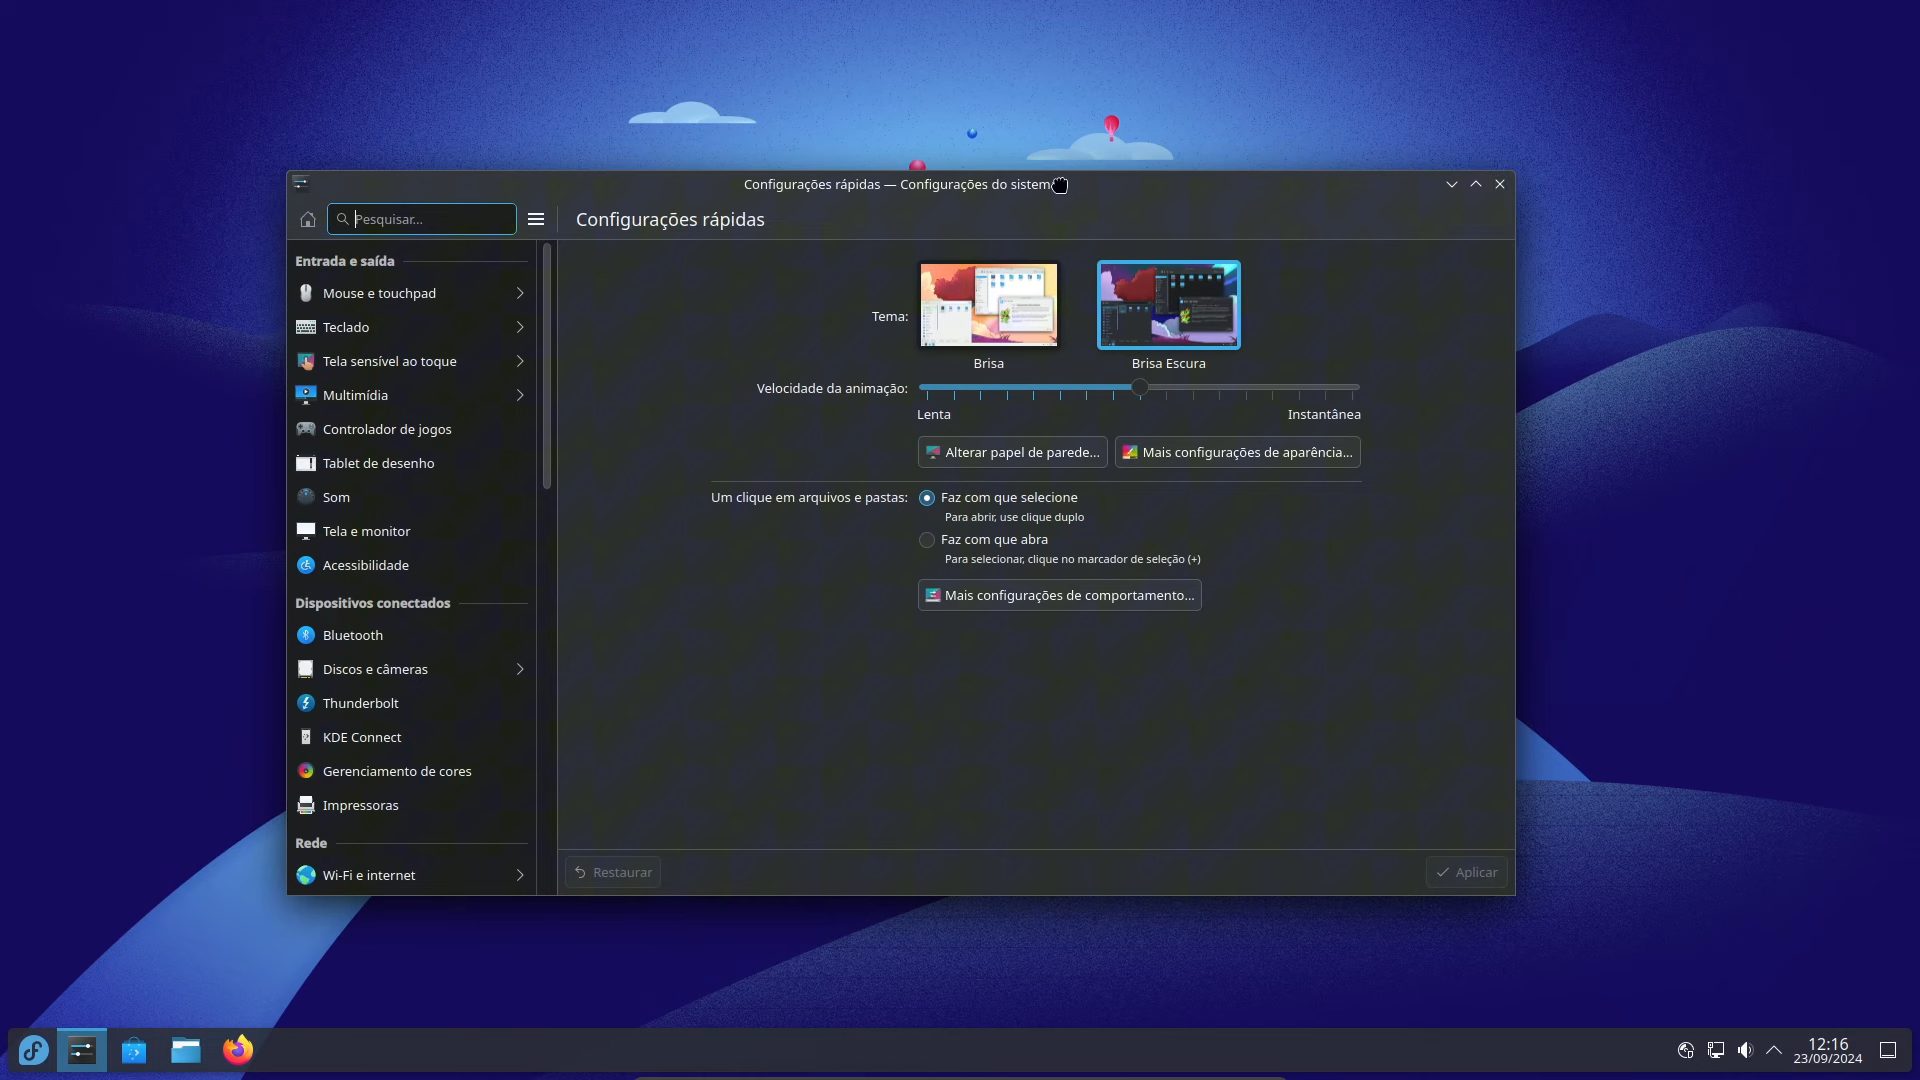 Configurações rápidas — Configurações do sistem
Pesquisar...
Configurações rápidas
Entrada e saída
Mouse e touchpad
Teclado
Tela sensível ao toque
Multimídia
Controlador de jogos
Tablet de desenho
Som
Tela e monitor
Acessibilidade
Dispositivos conectados
Bluetooth
Discos e câmeras
Thunderbolt
KDE Connect
Gerenciamento de cores
Impressoras
Rede
Wi-Fi e internet
Tema:
Brisa
Brisa Escura
Velocidade da animação:
Lenta
Instantânea
Alterar papel de parede...
Mais configurações de aparência...
Um clique em arquivos e pastas:
Faz com que selecione
Para abrir, use clique duplo
Faz com que abra
Para selecionar, clique no marcador de seleção (+)
Mais configurações de comportamento...
Restaurar
Aplicar
12:16
23/09/2024